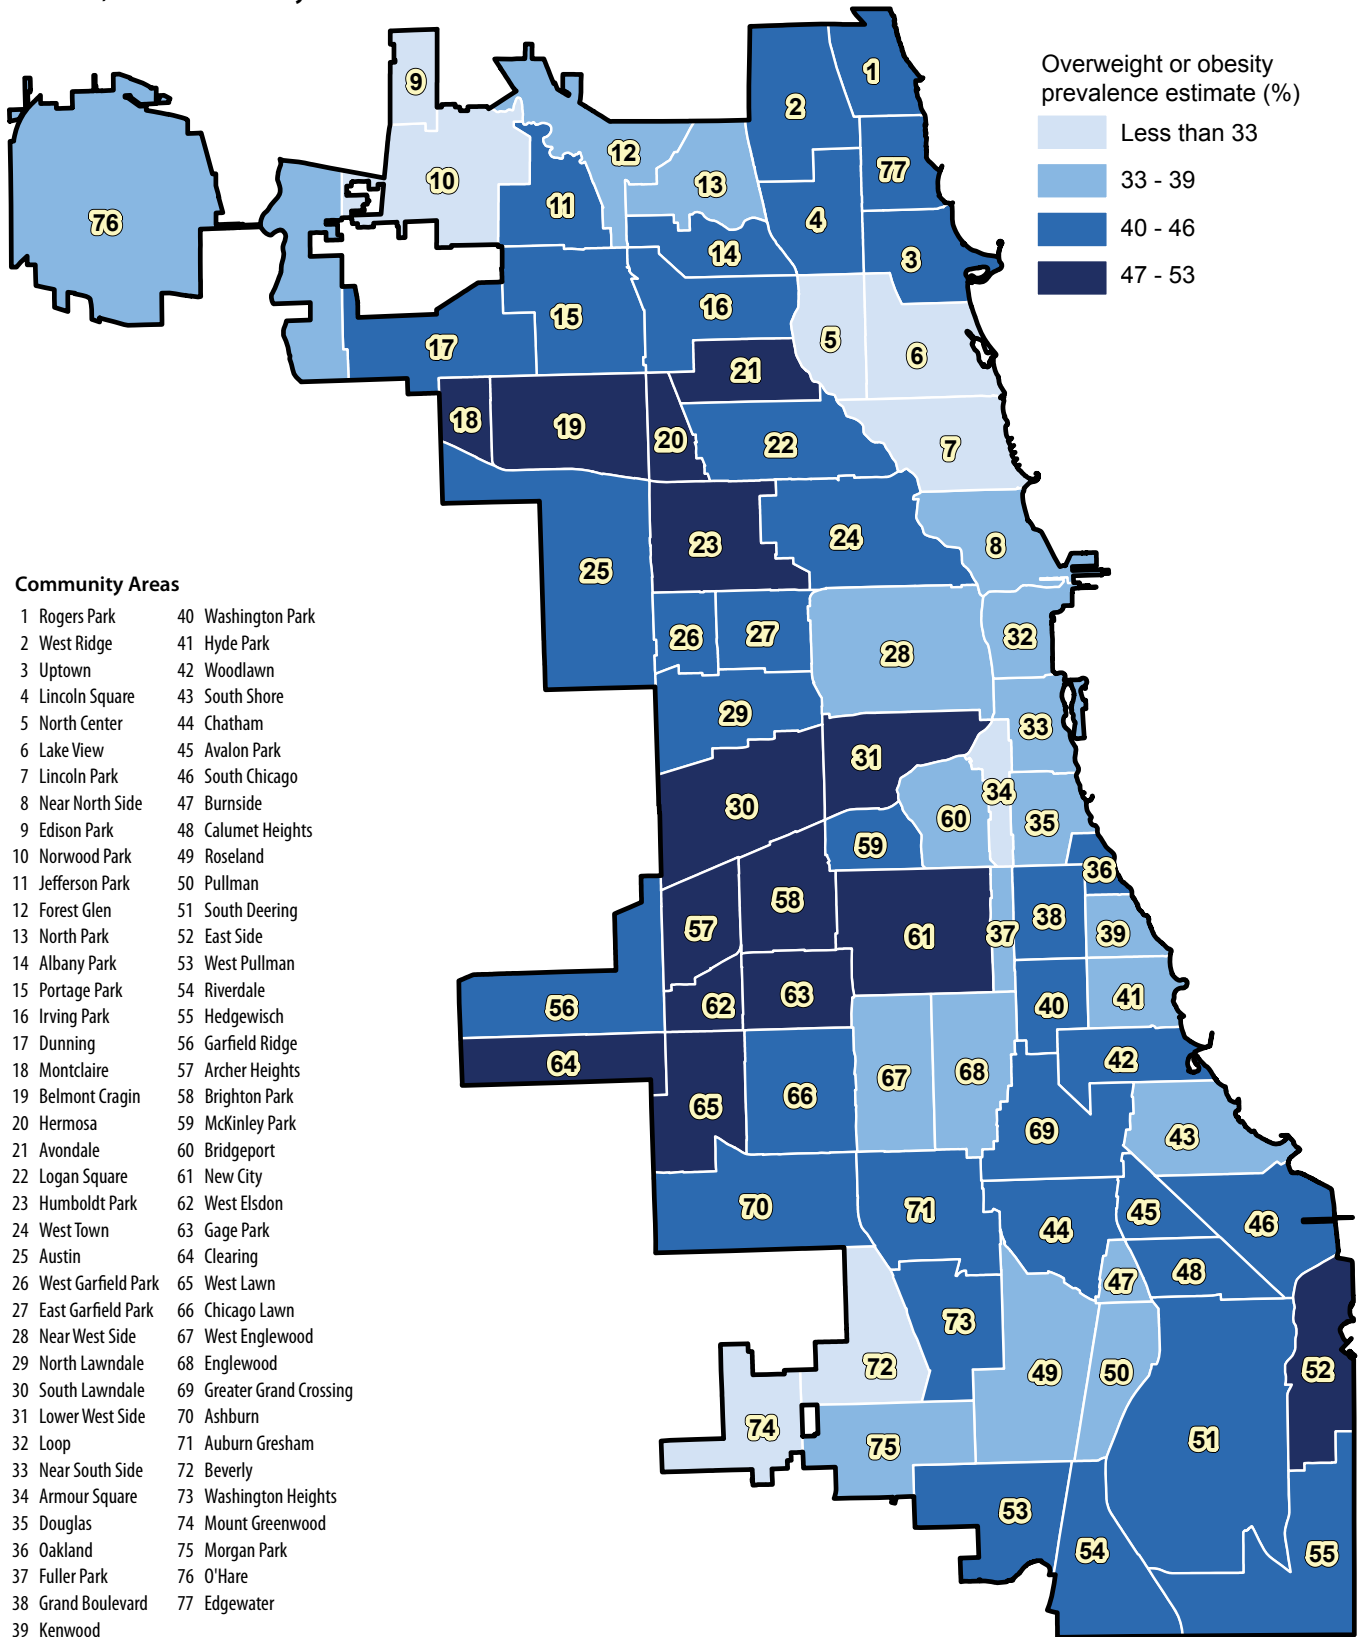 Overweight or obesity
prevalence estimate (%)
Less than 33
33 - 39
40 - 46
47 - 53
9
1
2
12
77
10
13
11
76
4
14
3
16
15
5
17
6
21
18
19
20
22
7
24
23
8
25
26
27
32
28
29
33
31
34
30
60
35
59
36
58
38
57
61
37
39
63
41
62
40
56
42
64
68
67
66
65
69
43
70
71
45
44
46
48
47
73
72
49
50
52
74
75
51
53
54
55
Community Areas
1 Rogers Park
2 West Ridge
3 Uptown
4 Lincoln Square
5 North Center
6 Lake View
7 Lincoln Park
8 Near North Side
9 Edison Park
10 Norwood Park
11 Jefferson Park
12 Forest Glen
13 North Park
14 Albany Park
15 Portage Park
16 Irving Park
17 Dunning
18 Montclaire
19 Belmont Cragin
20 Hermosa
21 Avondale
22 Logan Square
23 Humboldt Park
24 West Town
25 Austin
26 West Garfield Park
27 East Garfield Park
28 Near West Side
29 North Lawndale
30 South Lawndale
31 Lower West Side
32 Loop
33 Near South Side
34 Armour Square
35 Douglas
36 Oakland
37 Fuller Park
38 Grand Boulevard
39 Kenwood
40 Washington Park
41 Hyde Park
42 Woodlawn
43 South Shore
44 Chatham
45 Avalon Park
46 South Chicago
47 Burnside
48 Calumet Heights
49 Roseland
50 Pullman
51 South Deering
52 East Side
53 West Pullman
54 Riverdale
55 Hedgewisch
56 Garfield Ridge
57 Archer Heights
58 Brighton Park
59 McKinley Park
60 Bridgeport
61 New City
62 West Elsdon
63 Gage Park
64 Clearing
65 West Lawn
66 Chicago Lawn
67 West Englewood
68 Englewood
69 Greater Grand Crossing
70 Ashburn
71 Auburn Gresham
72 Beverly
73 Washington Heights
74 Mount Greenwood
75 Morgan Park
76 O'Hare
77 Edgewater